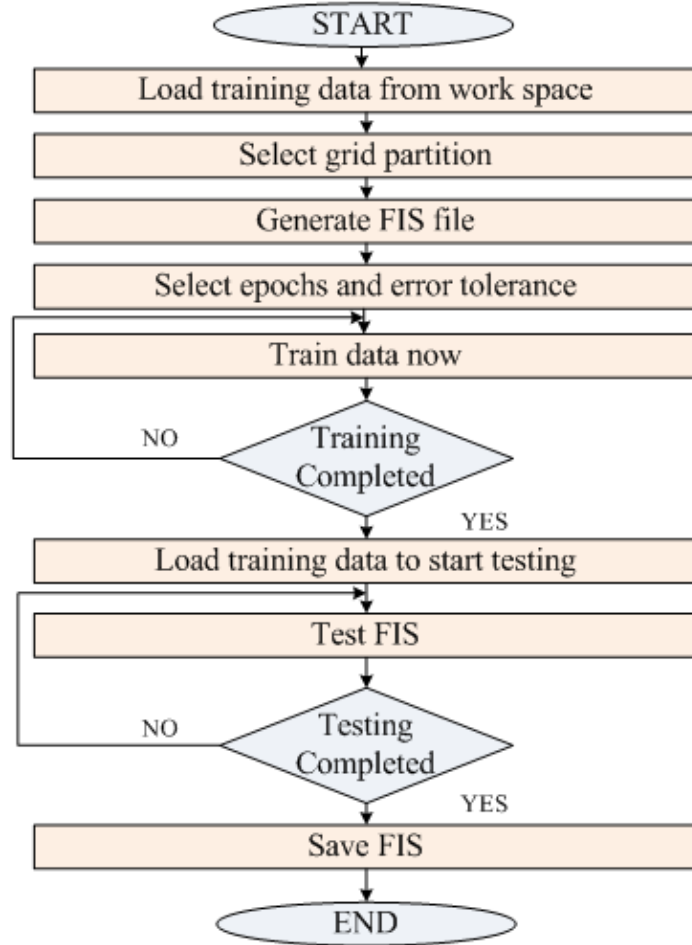 START
Load training data from work space
Select grid partition
Generate FIS file
Select epochs and error tolerance
Train data now
NO
Training
Completed
YES
Load training data to start testing
Test FIS
NO
Testing
Completed
YES
Save FIS
END